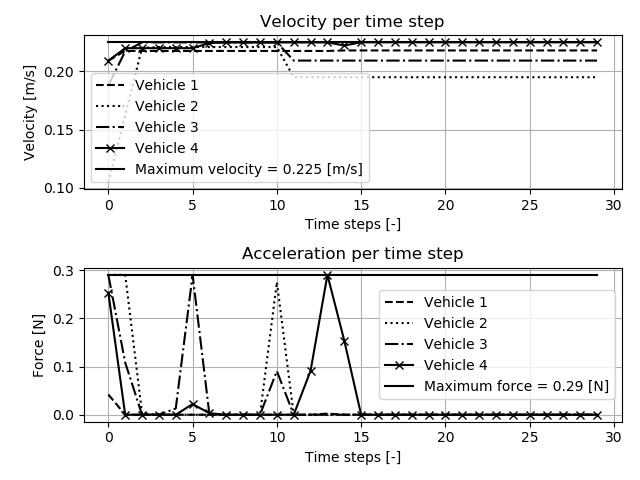 Velocity per time step
Velocity [m/s]
0.20
0.15
0.10
Vehicle 1
Vehicle 2
Vehicle 3
Vehicle 4
Maximum velocity = 0.225 [m/s]
0 5 10 15 20 25 30
Time steps [-]
Acceleration per time step
Force [N]
0.3
0.2
0.1
0.0
Vehicle 1
Vehicle 2
Vehicle 3
Vehicle 4
Maximum force = 0.29 [N]
0 5 10 15 20 25 30
Time steps [-]